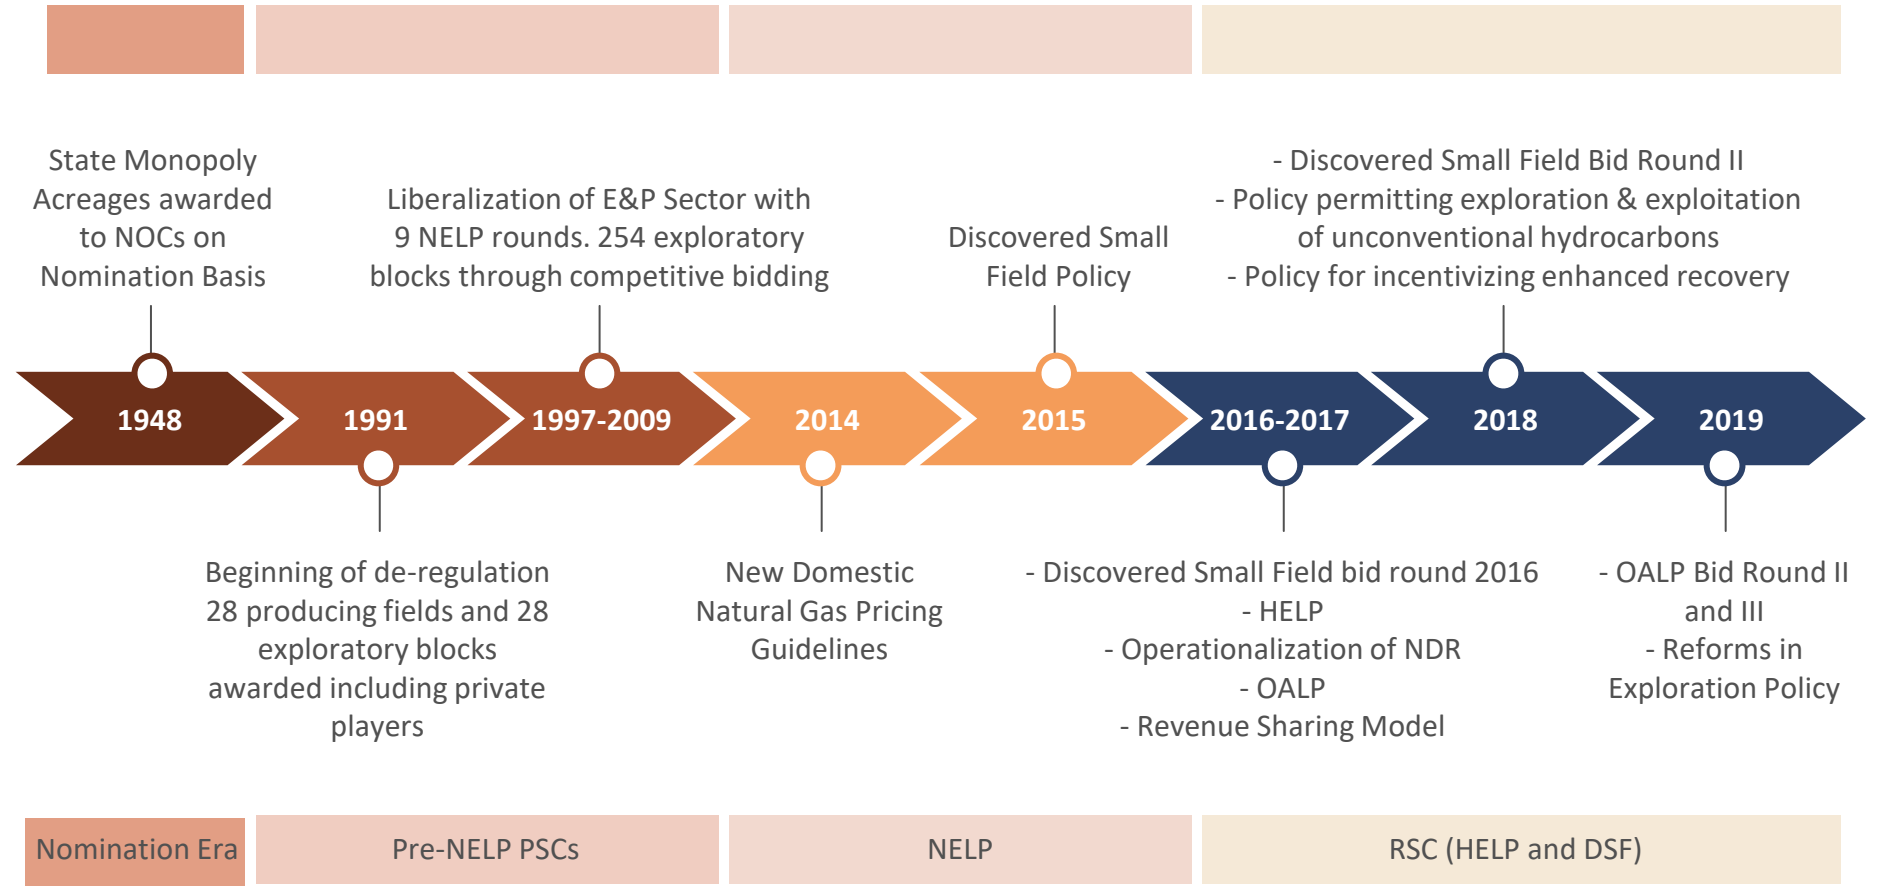 State Monopoly
Acreages awarded
to NOCs on
Nomination Basis
Liberalization of E&P Sector with
9 NELP rounds. 254 exploratory
blocks through competitive bidding
Discovered Small
Field Policy
- Discovered Small Field Bid Round II
- Policy permitting exploration & exploitation
of unconventional hydrocarbons
- Policy for incentivizing enhanced recovery
1948
1991
1997-2009
2014
2015
2016-2017
2018
2019
Beginning of de-regulation
28 producing fields and 28
exploratory blocks
awarded including private
players
New Domestic
Natural Gas Pricing
Guidelines
- Discovered Small Field bid round 2016
- HELP
- Operationalization of NDR
- OALP
- Revenue Sharing Model
- OALP Bid Round II
and III
- Reforms in
Exploration Policy
Nomination Era
Pre-NELP PSCs
NELP
RSC (HELP and DSF)